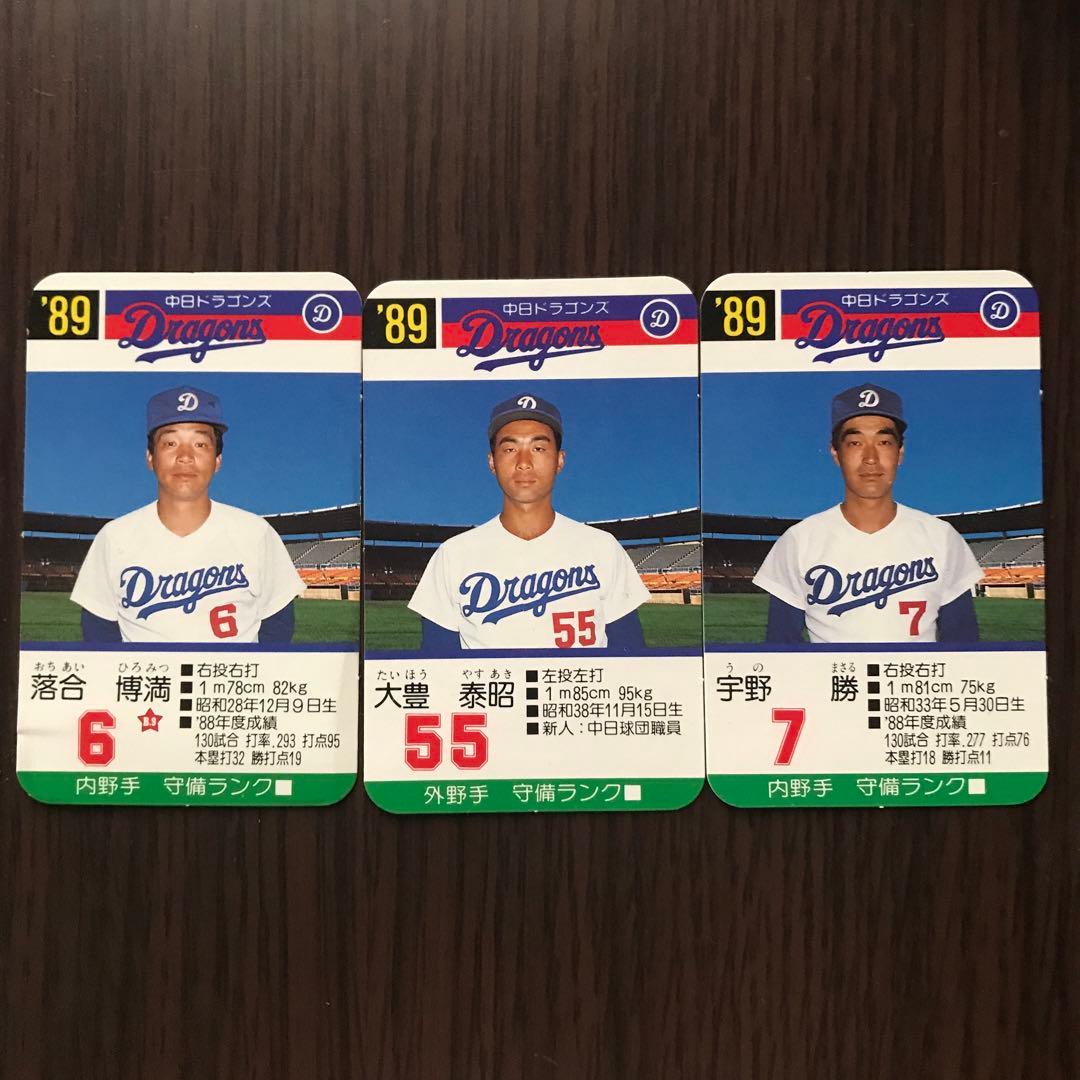 '89
中日ドラゴンズ
Dragons
D
D
Dragons
6
おちあい ひろみつ
落合 博満
6
B.9
■右投右打
■1m78cm 82kg
■昭和28年12月9日生
■'88年度成績
130試合 打率.293 打点95
本塁打32 勝打点19
内野手 守備ランク■
'89
中日ドラゴンズ
Dragons
D
D
Dragons
55
たいほう やすあき
大豊 泰昭
55
■左投左打
■1m85cm 95kg
■昭和38年11月15日生
■新人:中日球団職員
外野手 守備ランク■
'89
中日ドラゴンズ
Dragons
D
D
Dragons
7
うの まさる
宇野 勝
7
■右投右打
■1m81cm 75kg
■昭和33年5月30日生
■'88年度成績
130試合 打率.277 打点76
本塁打18 勝打点11
内野手 守備ランク■